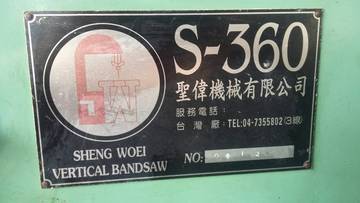 S-360
聖偉機械有限公司
服務電話：
台灣廠：TEL:04-7355802(3線)
SHENG WOEI
VERTICAL BANDSAW
NO: